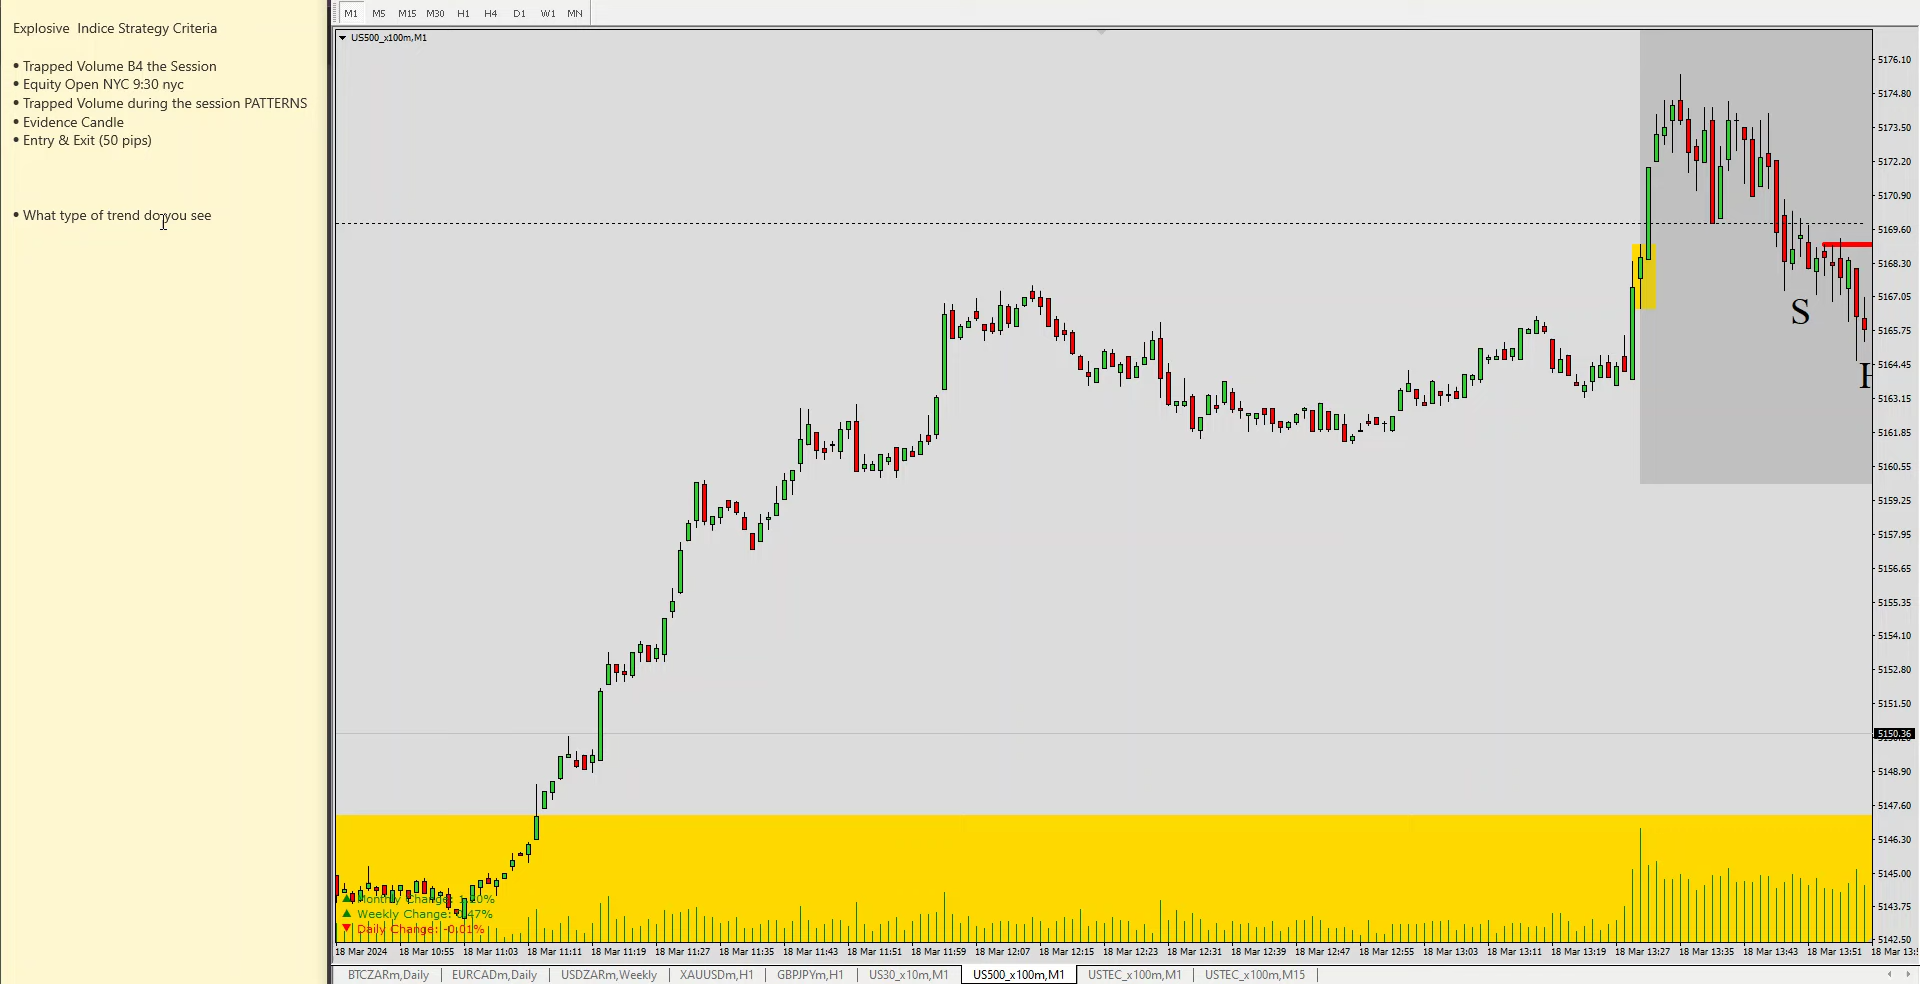 Explosive  Indice Strategy Criteria
• Trapped Volume B4 the Session
• Equity Open NYC 9:30 nyc
• Trapped Volume during the session PATTERNS
• Evidence Candle
• Entry & Exit (50 pips)
• What type of trend do you see
M1 M5 M15 M30 H1 H4 D1 W1 MN
US500_x100m,M1
5176.10
5174.80
5173.50
5172.20
5170.90
5169.60
5168.30
5167.05
5165.75
5164.45
5163.15
5161.85
5160.55
5159.25
5157.95
5156.65
5155.35
5154.10
5152.80
5151.50
5150.36
5148.90
5147.60
5146.30
5145.00
5143.75
5142.50
S
Monthly Change: 1.20%
Weekly Change: 0.47%
Daily Change: -0.01%
18 Mar 2024 18 Mar 10:55 18 Mar 11:03 18 Mar 11:11 18 Mar 11:19 18 Mar 11:27 18 Mar 11:35 18 Mar 11:43 18 Mar 11:51 18 Mar 11:59 18 Mar 12:07 18 Mar 12:15 18 Mar 12:23 18 Mar 12:31 18 Mar 12:39 18 Mar 12:47 18 Mar 12:55 18 Mar 13:03 18 Mar 13:11 18 Mar 13:19 18 Mar 13:27 18 Mar 13:35 18 Mar 13:43 18 Mar 13:51
BTCZARm,Daily EURCADm,Daily USDZARm,Weekly XAUUSDm,H1 GBPJPYm,H1 US30_x10m,M1 US500_x100m,M1 USTEC_x100m,M1 USTEC_x100m,M15